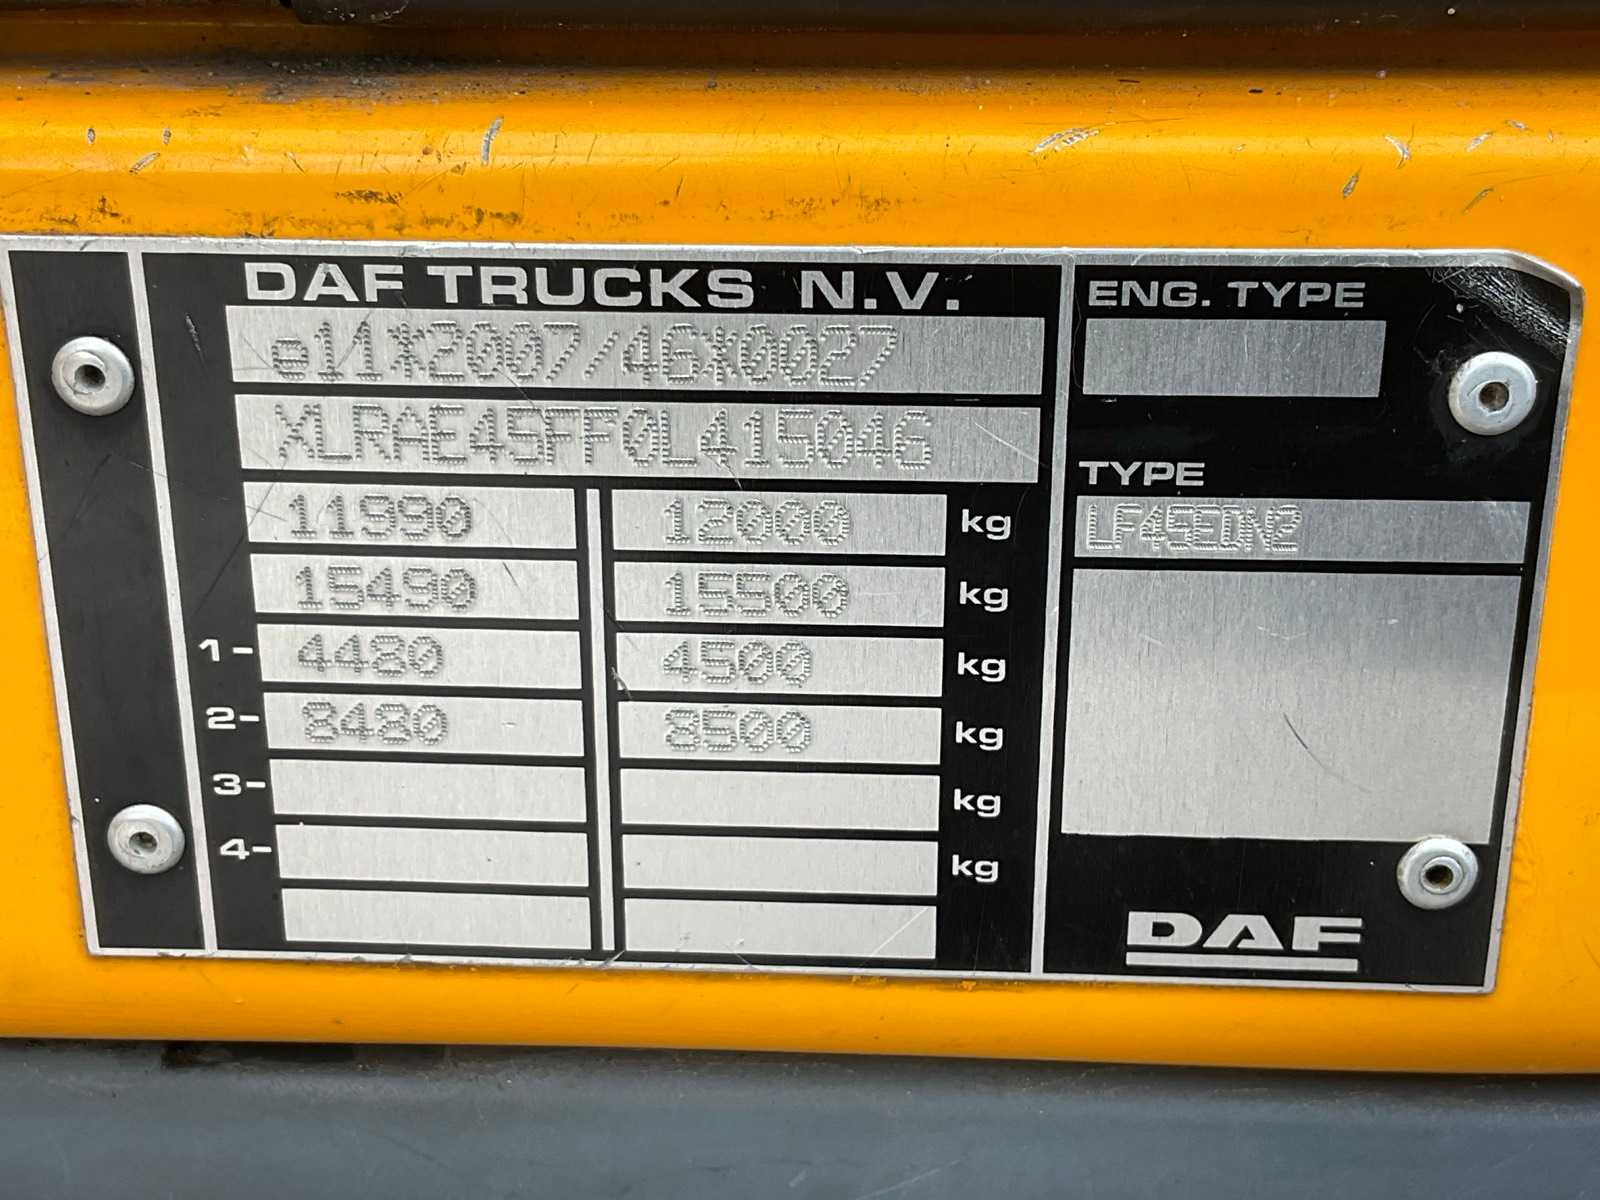 DAF TRUCKS N.V.
e11*2007/46*0027
XLRAE45FF0L415046
11990 12000 kg
15490 15500 kg
1- 4480 4500 kg
2- 8480 8500 kg
3- kg
4- kg
ENG. TYPE
TYPE
LF45EDN2
DAF